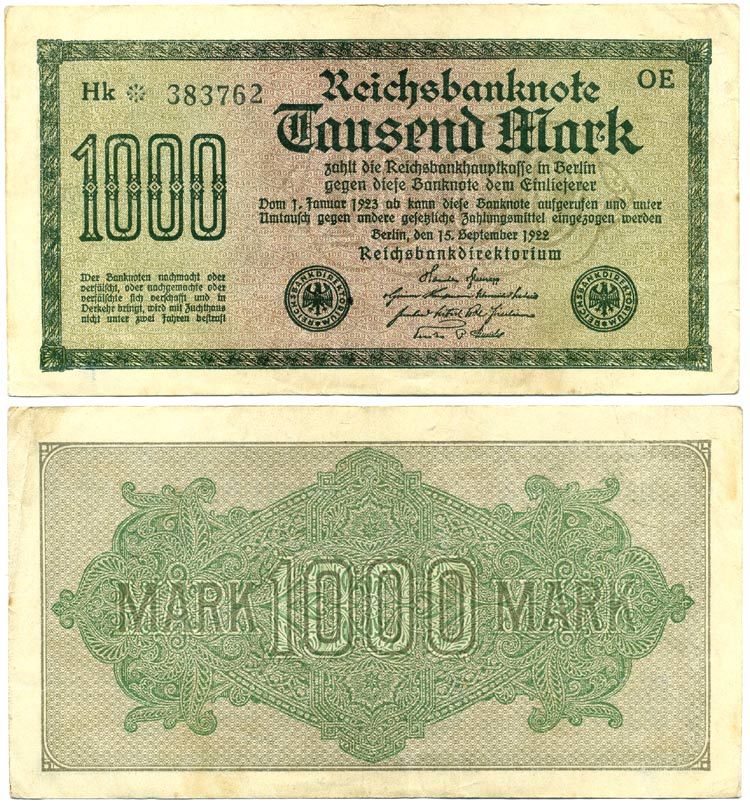 Hk * 383762
OE
Reichsbanknote
Tausend Mark
1000
zahlt die Reichsbankhauptkasse in Berlin
gegen diese Banknote dem Einlieferer
Vom 1. Januar 1923 ab kann diese Banknote aufgerufen und unter
Umtausch gegen andere gesetzliche Zahlungsmittel eingezogen werden
Berlin, den 15. September 1922
Reichsbankdirektorium
Wer Banknoten nachmacht oder
verfälscht, oder nachgemachte oder
verfälschte sich verschafft und in
Verkehr bringt, wird mit Zuchthaus
nicht unter zwei Jahren bestraft
REICHSBANKDIREKTORIUM
REICHSBANKDIREKTORIUM
MARK 1000 MARK